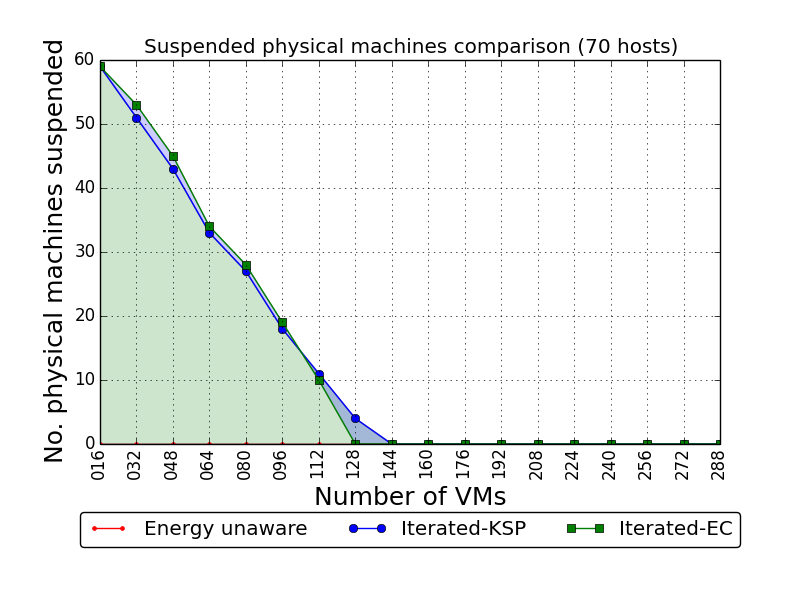 Suspended physical machines comparison (70 hosts)
No. physical machines suspended
60
50
40
30
20
10
0
016 032 048 064 080 096 112 128 144 160 176 192 208 224 240 256 272 288
Number of VMs
Energy unaware Iterated-KSP Iterated-EC